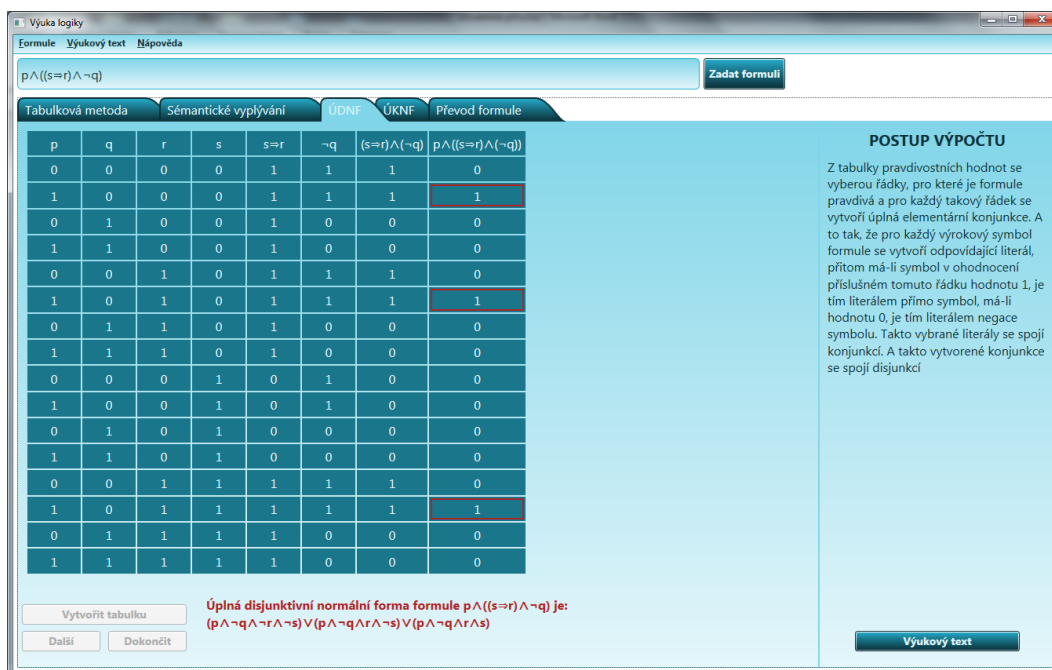 Výuka logiky
Formule Výukový text Nápověda
p∧((s⇒r)∧¬q)
Zadat formuli
Tabulková metoda Sémantické vyplývání ÚDNF ÚKNF Převod formule
p q r s s⇒r ¬q (s⇒r)∧(¬q) p∧((s⇒r)∧(¬q))
0 0 0 0 1 1 1 0
1 0 0 0 1 1 1 1
0 1 0 0 1 0 0 0
1 1 0 0 1 0 0 0
0 0 1 0 1 1 1 0
1 0 1 0 1 1 1 1
0 1 1 0 1 0 0 0
1 1 1 0 1 0 0 0
0 0 0 1 0 1 0 0
1 0 0 1 0 1 0 0
0 1 0 1 0 0 0 0
1 1 0 1 0 0 0 0
0 0 1 1 1 1 1 0
1 0 1 1 1 1 1 1
0 1 1 1 1 0 0 0
1 1 1 1 1 0 0 0
POSTUP VÝPOČTU
Z tabulky pravdivostních hodnot se
vyberou řádky, pro které je formule
pravdivá a pro každý takový řádek se
vytvoří úplná elementární konjunkce. A
to tak, že pro každý výrokový symbol
formule se vytvoří odpovídající literál,
přitom má-li symbol v ohodnocení
příslušném tomuto řádku hodnotu 1, je
tím literálem přímo symbol, má-li
hodnotu 0, je tím literálem negace
symbolu. Takto vybrané literály se spojí
konjunkcí. A takto vytvořené konjunkce
se spojí disjunkcí
Vytvořit tabulku
Další Dokončit
Úplná disjunktivní normální forma formule p∧((s⇒r)∧¬q) je:
(p∧¬q∧¬r∧¬s)∨(p∧¬q∧r∧¬s)∨(p∧¬q∧r∧s)
Výukový text